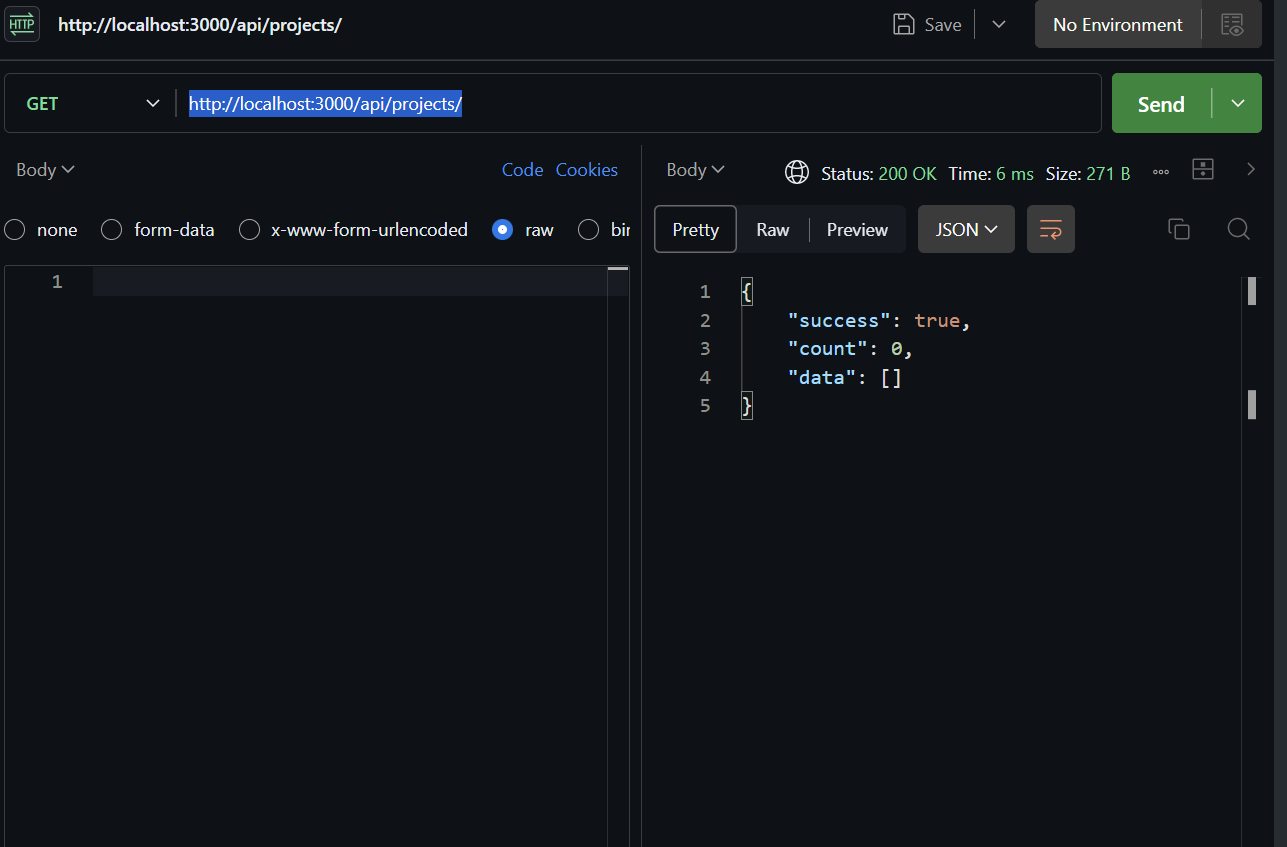 HTTP http://localhost:3000/api/projects/ Save No Environment
GET http://localhost:3000/api/projects/ Send
Body Code Cookies
none form-data x-www-form-urlencoded raw bir
1
Body Status: 200 OK Time: 6 ms Size: 271 B
Pretty Raw Preview JSON
1 {
2 "success": true,
3 "count": 0,
4 "data": []
5 }